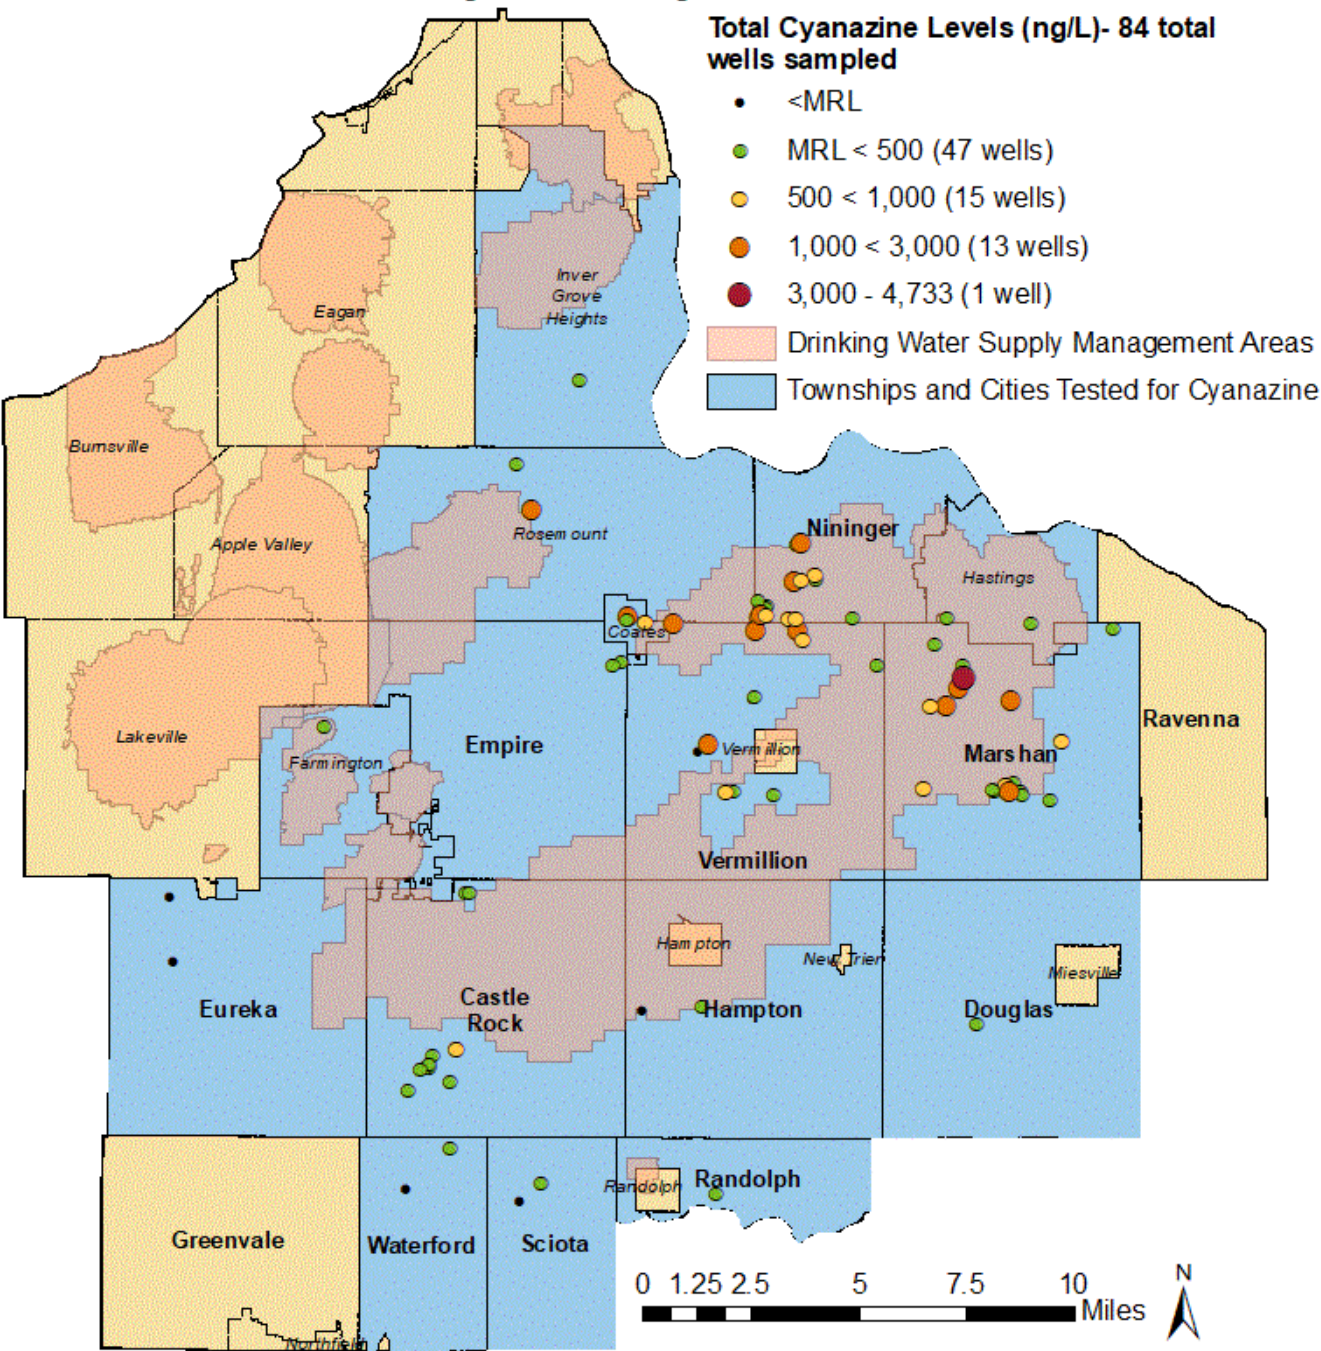 Total Cyanazine Levels (ng/L)- 84 total
wells sampled
<MRL
MRL < 500 (47 wells)
500 < 1,000 (15 wells)
1,000 < 3,000 (13 wells)
3,000 - 4,733 (1 well)
Drinking Water Supply Management Areas
Townships and Cities Tested for Cyanazine
Inver
Grove
Heights
Eagan
Burnsville
Apple Valley
Rosemount
Nininger
Hastings
Coates
Lakeville
Farmington
Empire
Vermillion
Marshan
Ravenna
Vermillion
Hampton
New Trier
Miesville
Eureka
Castle
Rock
Hampton
Douglas
Randolph
Randolph
Greenvale
Waterford
Sciota
Northfield
0 1.25 2.5 5 7.5 10
Miles
N